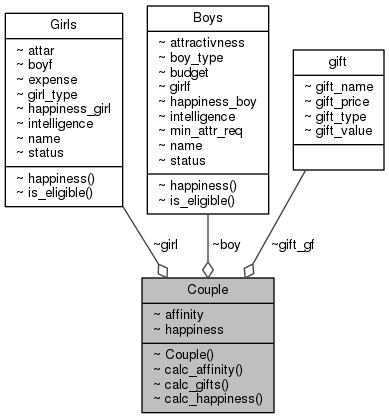 Girls
~ attar
~ boyf
~ expense
~ girl_type
~ happiness_girl
~ intelligence
~ name
~ status
~ happiness()
~ is_eligible()
Boys
~ attractivness
~ boy_type
~ budget
~ girlf
~ happiness_boy
~ intelligence
~ min_attr_req
~ name
~ status
~ happiness()
~ is_eligible()
gift
~ gift_name
~ gift_price
~ gift_type
~ gift_value
~girl
~boy
~gift_gf
Couple
~ affinity
~ happiness
~ Couple()
~ calc_affinity()
~ calc_gifts()
~ calc_happiness()